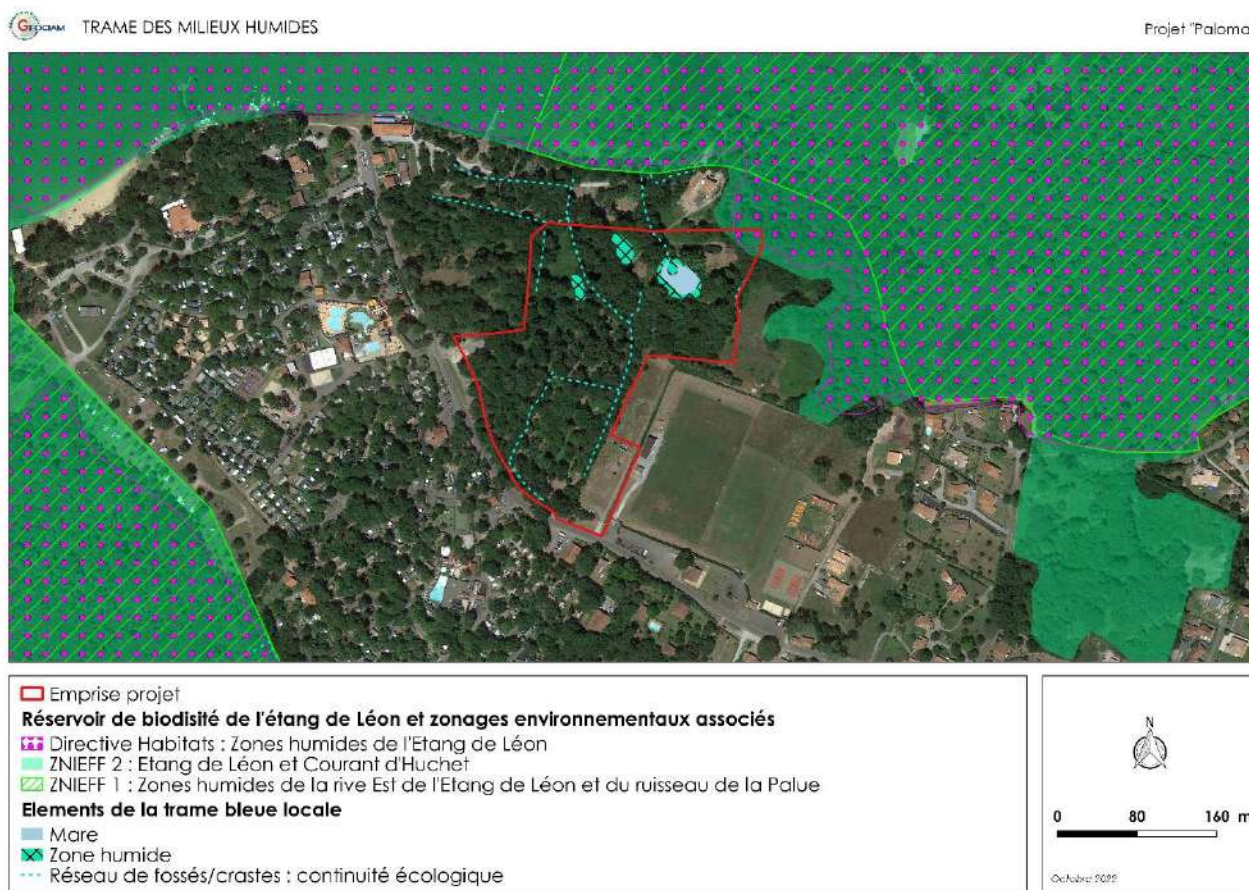 GEOCIAM
TRAME DES MILIEUX HUMIDES
Projet "Paloma
Emprise projet
Réservoir de biodisité de l'étang de Léon et zonages environnementaux associés
Directive Habitats : Zones humides de l'Etang de Léon
ZNIEFF 2 : Etang de Léon et Courant d'Huchet
ZNIEFF 1 : Zones humides de la rive Est de l'Etang de Léon et du ruisseau de la Palue
Elements de la trame bleue locale
Mare
Zone humide
Réseau de fossés/crastes : continuité écologique
N
0 80 160 m
Octobre 2022